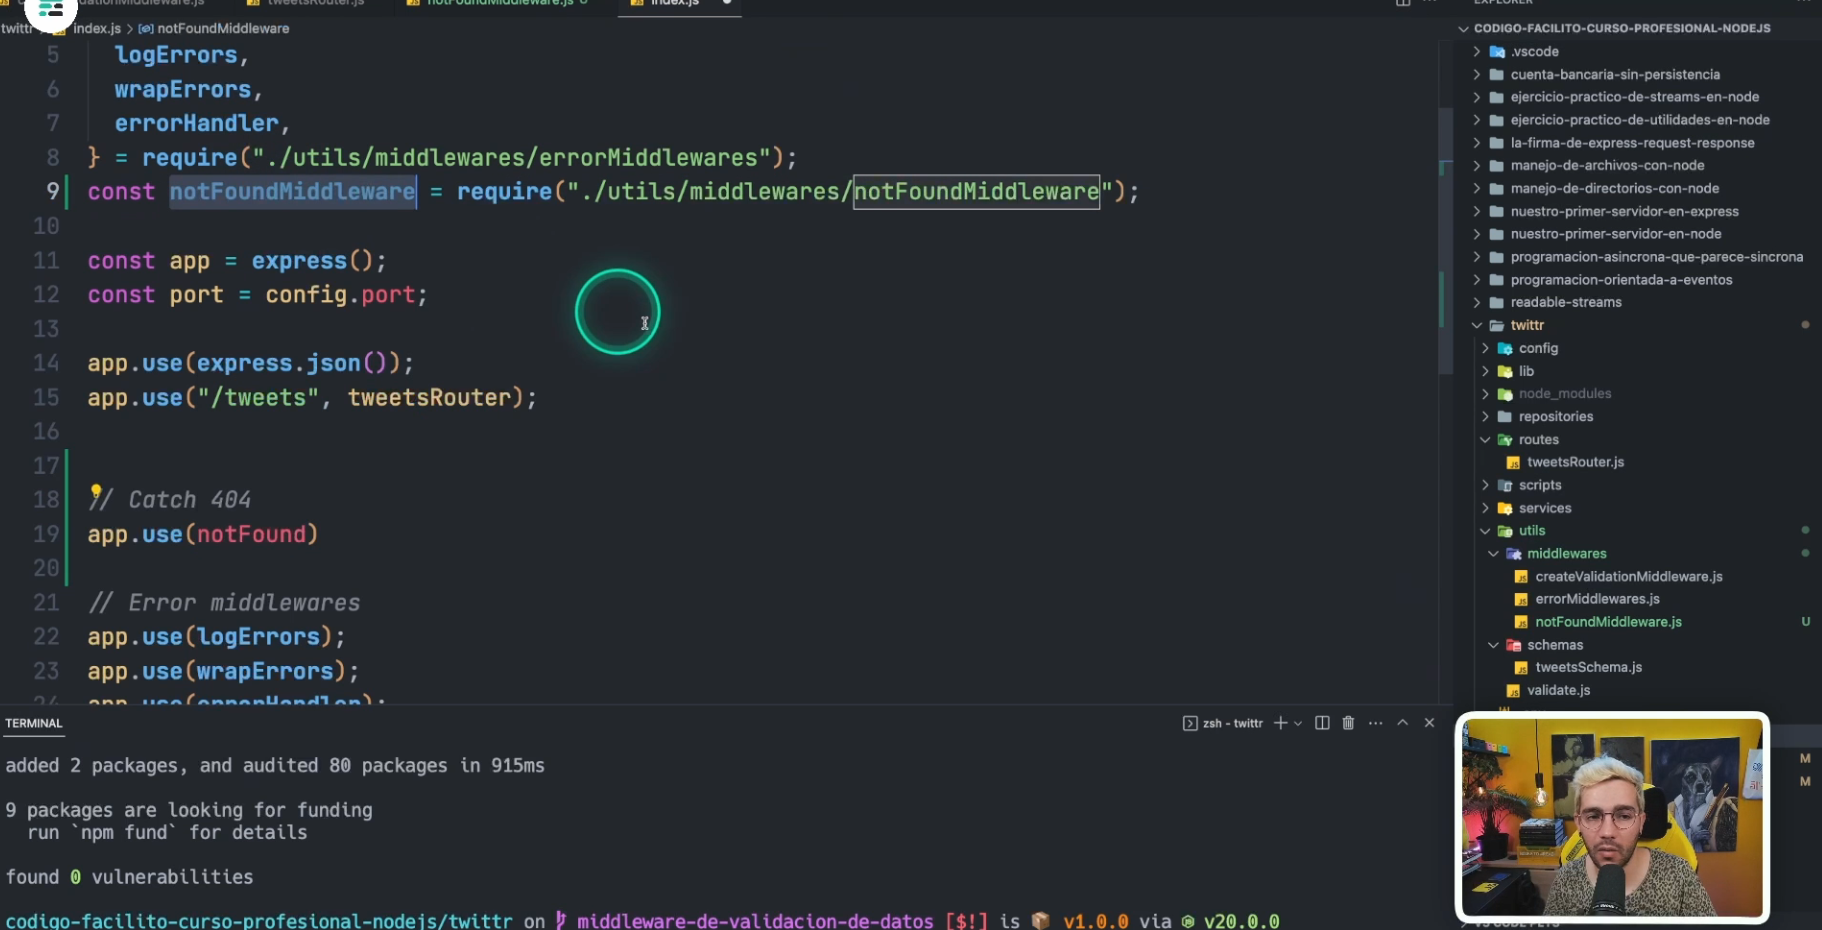 dationMiddleware.js
tweetsRouter.js
notFoundMiddleware.js
index.js
EXPLORER
twittr > index.js > notFoundMiddleware
5 logErrors,
6 wrapErrors,
7 errorHandler,
8 } = require("./utils/middlewares/errorMiddlewares");
9 const notFoundMiddleware = require("./utils/middlewares/notFoundMiddleware");
10
11 const app = express();
12 const port = config.port;
13
14 app.use(express.json());
15 app.use("/tweets", tweetsRouter);
16
17
18 // Catch 404
19 app.use(notFound)
20
21 // Error middlewares
22 app.use(logErrors);
23 app.use(wrapErrors);
24 app.use(errorHandler);
CODIGO-FACILITO-CURSO-PROFESIONAL-NODEJS
.vscode
cuenta-bancaria-sin-persistencia
ejercicio-practico-de-streams-en-node
ejercicio-practico-de-utilidades-en-node
la-firma-de-express-request-response
manejo-de-archivos-con-node
manejo-de-directorios-con-node
nuestro-primer-servidor-en-express
nuestro-primer-servidor-en-node
programacion-asincrona-que-parece-sincrona
programacion-orientada-a-eventos
readable-streams
twittr
config
lib
node_modules
repositories
routes
tweetsRouter.js
scripts
services
utils
middlewares
createValidationMiddleware.js
errorMiddlewares.js
notFoundMiddleware.js U
schemas
tweetsSchema.js
validate.js
M
M
VS CODE PETS
TERMINAL
zsh - twittr
added 2 packages, and audited 80 packages in 915ms
9 packages are looking for funding
run `npm fund` for details
found 0 vulnerabilities
codigo-facilito-curso-profesional-nodejs/twittr on middleware-de-validacion-de-datos [$!] is v1.0.0 via v20.0.0